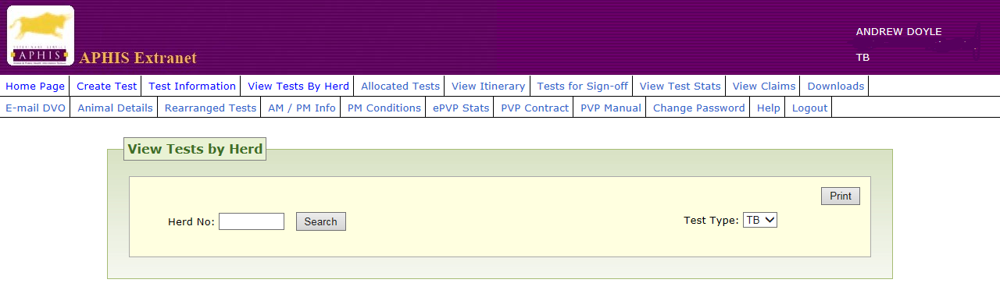 APHIS
APHIS Extranet
ANDREW DOYLE
TB
Home Page Create Test Test Information View Tests By Herd Allocated Tests View Itinerary Tests for Sign-off View Test Stats View Claims Downloads
E-mail DVO Animal Details Rearranged Tests AM / PM Info PM Conditions ePVP Stats PVP Contract PVP Manual Change Password Help Logout
View Tests by Herd
Print
Herd No: Search Test Type: TB